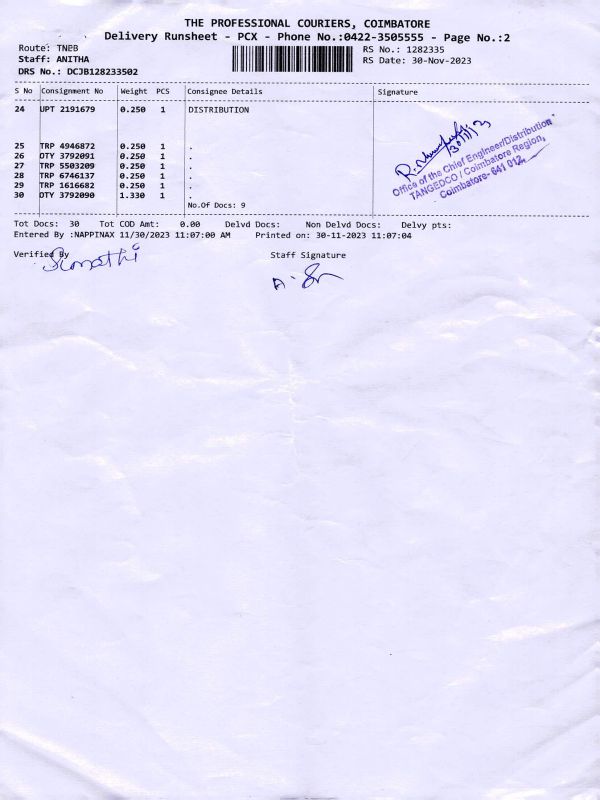 THE PROFESSIONAL COURIERS, COIMBATORE
Delivery Runsheet - PCX - Phone No.:0422-3505555 - Page No.:2
Route: TNEB
RS No.: 1282335
Staff: ANITHA
RS Date: 30-Nov-2023
DRS No.: DCJB128233502
S No Consignment No Weight PCS Consignee Details Signature
24 UPT 2191679 0.250 1 DISTRIBUTION
25 TRP 4946872 0.250 1 .
26 DTY 3792091 0.250 1 .
27 TRP 5503209 0.250 1 .
28 TRP 6746137 0.250 1 .
29 TRP 1616682 0.250 1 .
30 DTY 3792090 1.330 1 .
No.Of Docs: 9
30/11/23
Office of the Chief Engineer/Distribution
TANGEDCO / Coimbatore Region,
Coimbatore- 641 012.
Tot Docs: 30 Tot COD Amt: 0.00 Delvd Docs: Non Delvd Docs: Delvy pts:
Entered By :NAPPINAX 11/30/2023 11:07:00 AM Printed on: 30-11-2023 11:07:04
Verified By Staff Signature
Sumathi